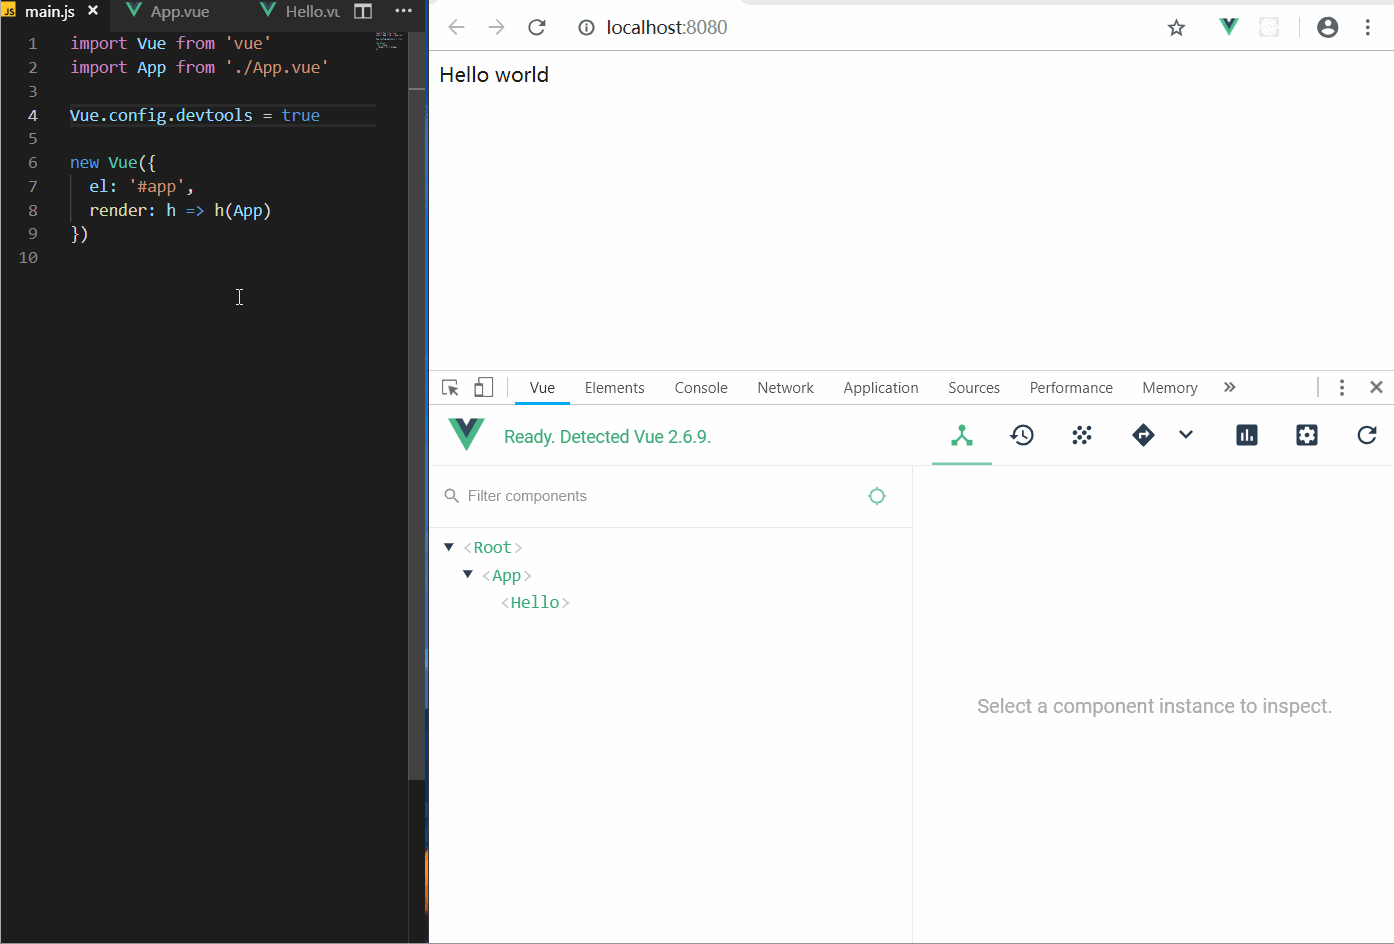 JS main.js × App.vue Hello.vu
1 import Vue from 'vue'
2 import App from './App.vue'
3
4 Vue.config.devtools = true
5
6 new Vue({
7   el: '#app',
8   render: h => h(App)
9 })
10
localhost:8080
Hello world
Vue Elements Console Network Application Sources Performance Memory »
Ready. Detected Vue 2.6.9.
Filter components
<Root>
<App>
<Hello>
Select a component instance to inspect.